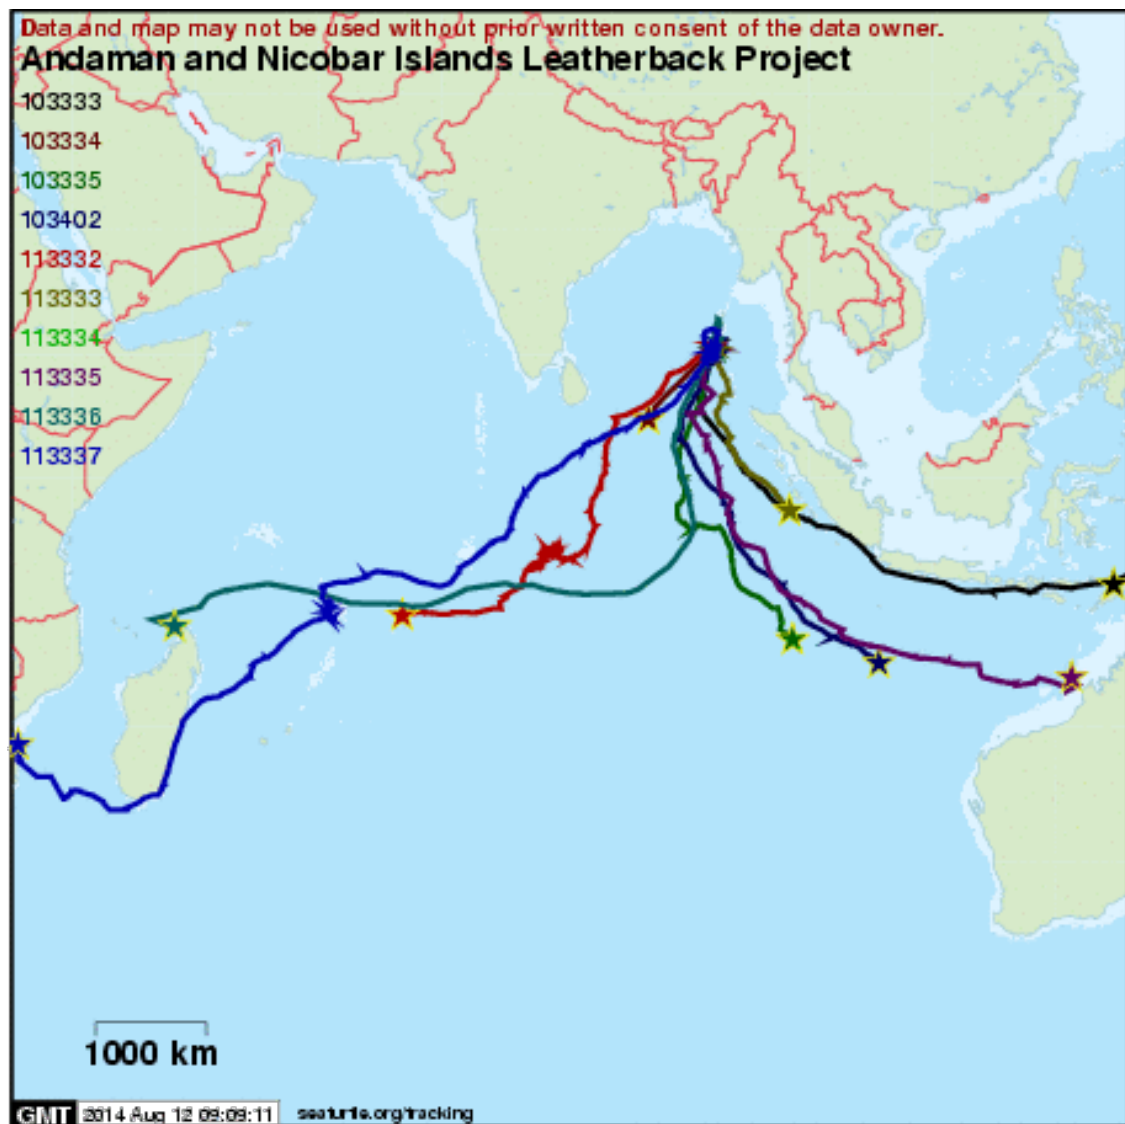 Data and map may not be used without prior written consent of the data owner.
Andaman and Nicobar Islands Leatherback Project
103333
103334
103335
103402
113332
113333
113334
113335
113336
113337
1000 km
GMT 2014 Aug 12 09:09:11 seaturtle.org/tracking